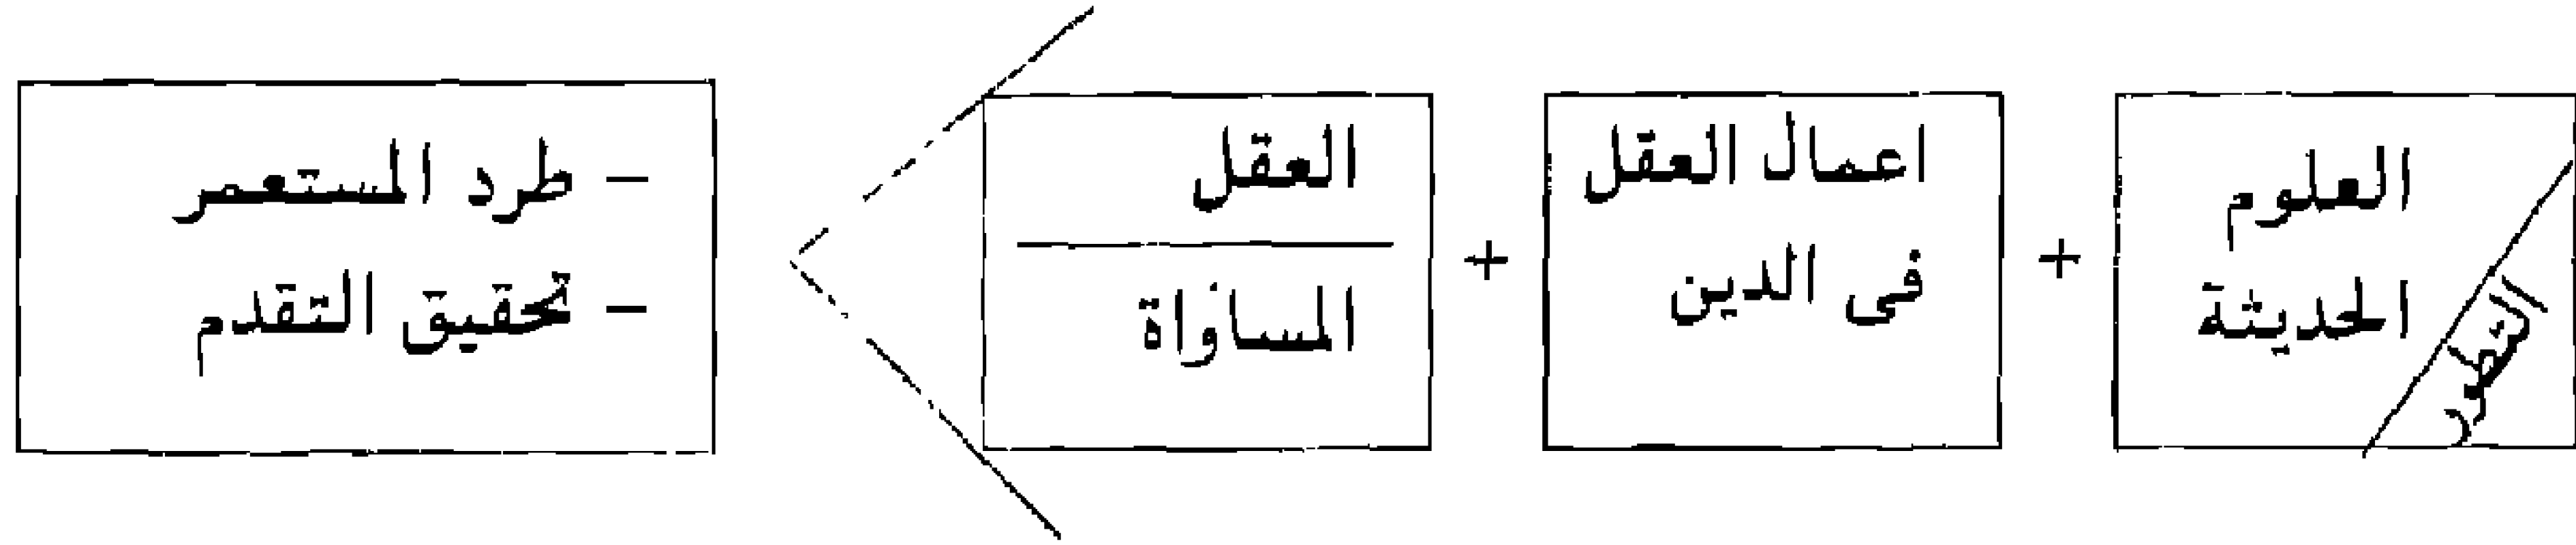 العلوم
الحديثة
التطور
+
اعمال العقل
فى الدين
+
العقل
المساواة
- طرد المستعمر
- تحقيق التقدم